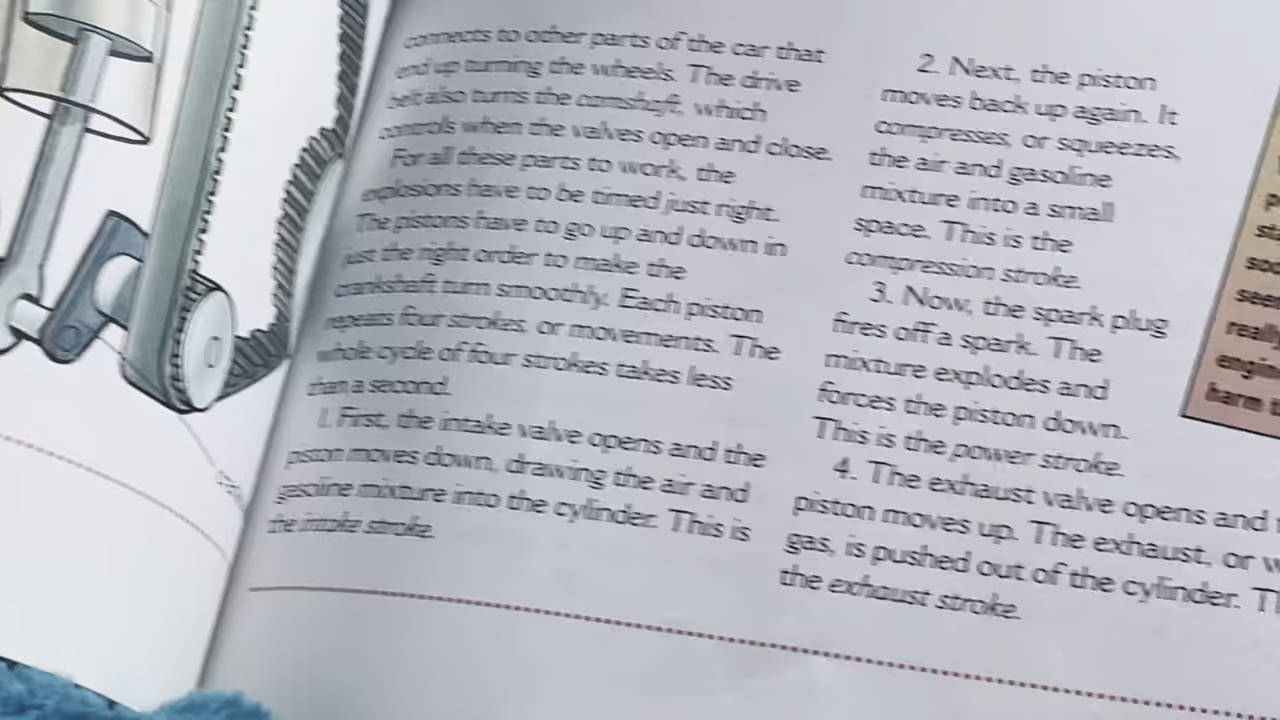 connects to other parts of the car that
end up turning the wheels. The drive
belt also turns the camshaft, which
controls when the valves open and close.
For all these parts to work, the
explosions have to be timed just right.
The pistons have to go up and down in
just the right order to make the
crankshaft turn smoothly. Each piston
repeats four strokes, or movements. The
whole cycle of four strokes takes less
than a second.
1. First, the intake valve opens and the
piston moves down, drawing the air and
gasoline mixture into the cylinder. This is
the intake stroke.
2. Next, the piston
moves back up again. It
compresses, or squeezes,
the air and gasoline
mixture into a small
space. This is the
compression stroke.
3. Now, the spark plug
fires off a spark. The
mixture explodes and
forces the piston down.
This is the power stroke.
4. The exhaust valve opens and
piston moves up. The exhaust, or
gas, is pushed out of the cylinder.
the exhaust stroke.
really
harm